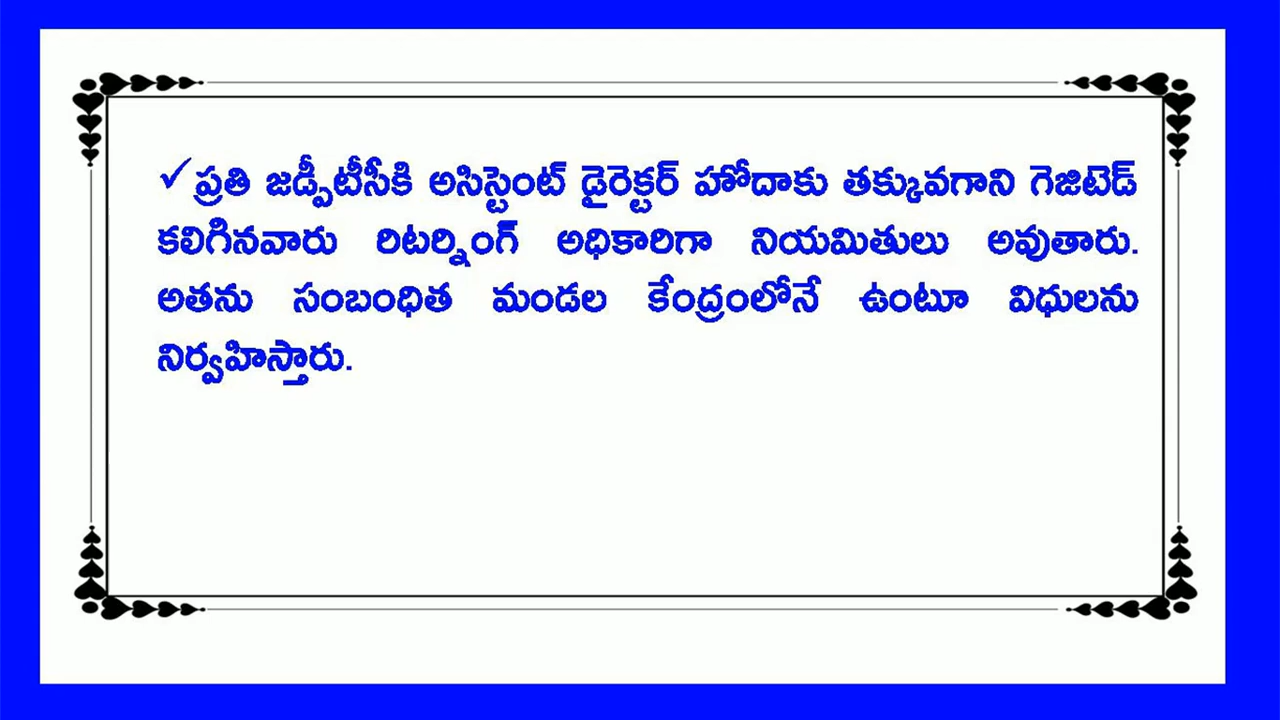 ✓ప్రతి జడ్పీటీసీకి అసిస్టెంట్ డైరెక్టర్ హోదాకు తక్కువగాని గెజిటెడ్
కలిగినవారు రిటర్నింగ్ అధికారిగా నియమితులు అవుతారు.
అతను సంబంధిత మండల కేంద్రంలోనే ఉంటూ విధులను
నిర్వహిస్తారు.